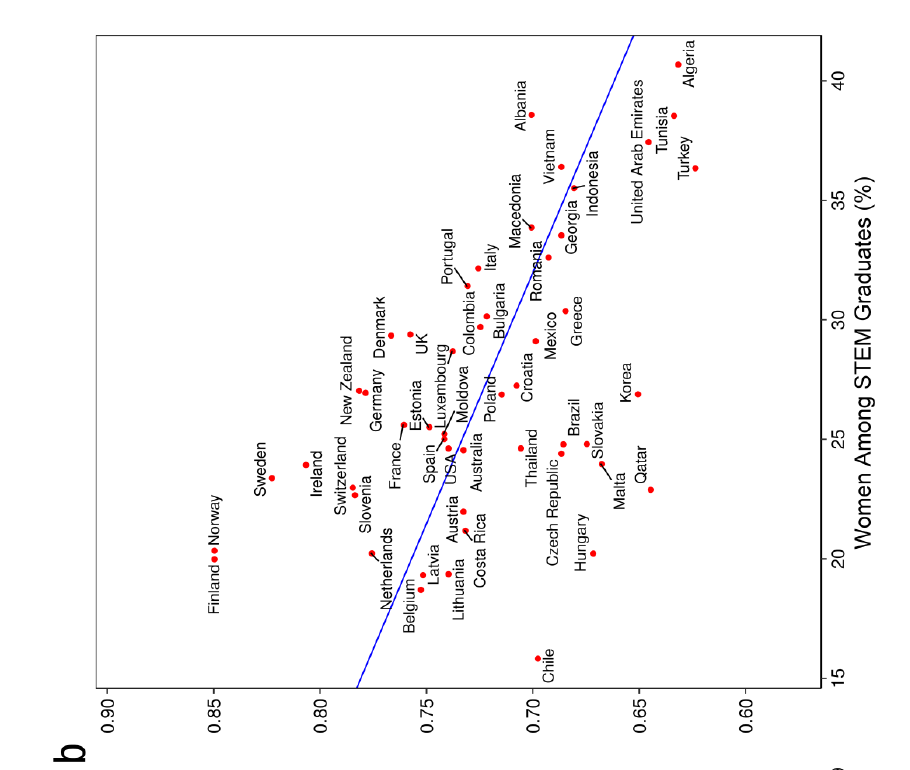 b
0.90
0.85
0.80
0.75
0.70
0.65
0.60
15
20
25
30
35
40
Women Among STEM Graduates (%)
Finland
Norway
Sweden
Ireland
Switzerland
Slovenia
New Zealand
Germany
Denmark
UK
Netherlands
France
Estonia
Belgium
Latvia
Lithuania
Luxembourg
Spain
Moldova
USA
Australia
Austria
Costa Rica
Portugal
Italy
Colombia
Bulgaria
Poland
Croatia
Thailand
Mexico
Macedonia
Albania
Romania
Georgia
Vietnam
Indonesia
Greece
Czech Republic
Brazil
Slovakia
Hungary
Malta
Korea
Qatar
Chile
United Arab Emirates
Tunisia
Algeria
Turkey